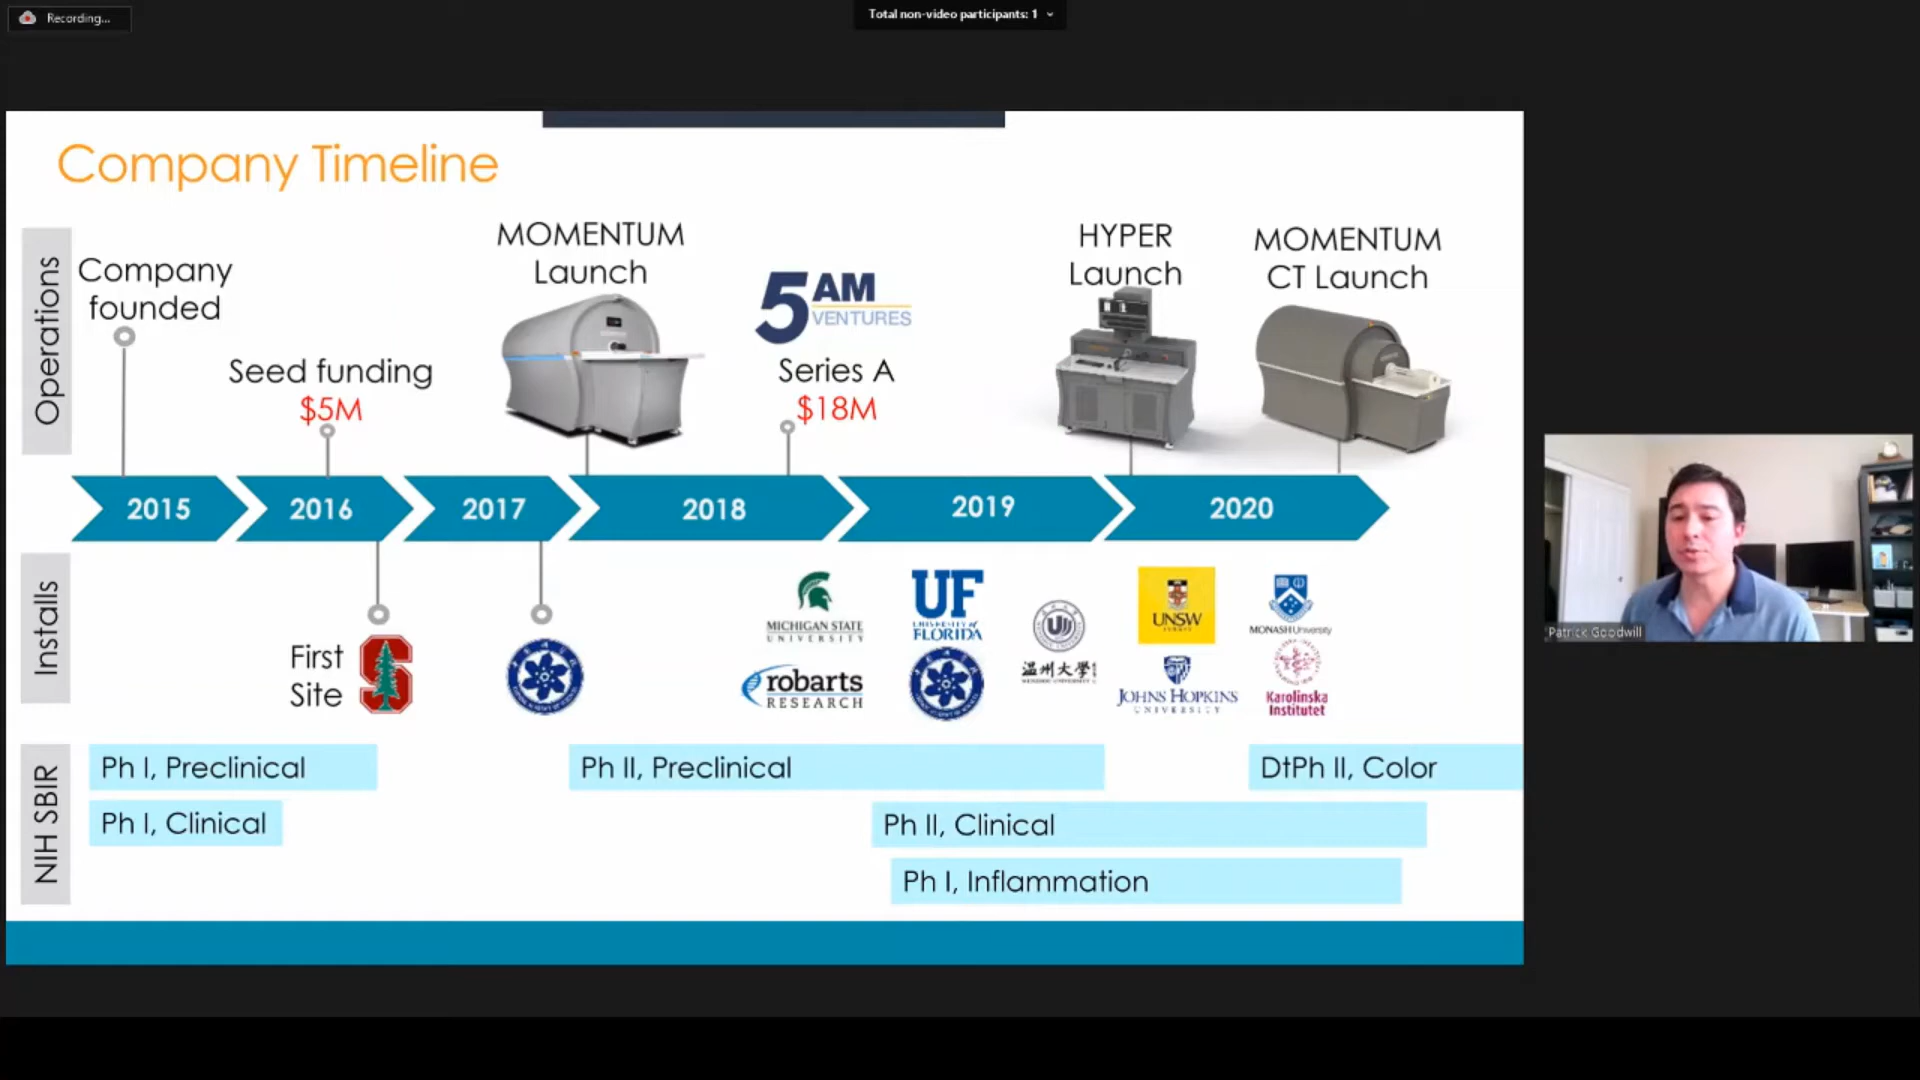 Recording...
Total non-video participants: 1
Company Timeline
Operations
Company
founded
Seed funding
$5M
MOMENTUM
Launch
5AM
VENTURES
Series A
$18M
HYPER
Launch
MOMENTUM
CT Launch
2015
2016
2017
2018
2019
2020
Installs
First
Site
S
MICHIGAN STATE
UNIVERSITY
robarts
RESEARCH
UF
UNIVERSITY of
FLORIDA
温州大学
WENZHOU UNIVERSITY
UNSW
SYDNEY
JOHNS HOPKINS
UNIVERSITY
MONASH University
Karolinska
Institutet
NIH SBIR
Ph I, Preclinical
Ph II, Preclinical
DtPh II, Color
Ph I, Clinical
Ph II, Clinical
Ph I, Inflammation
Patrick Goodwill